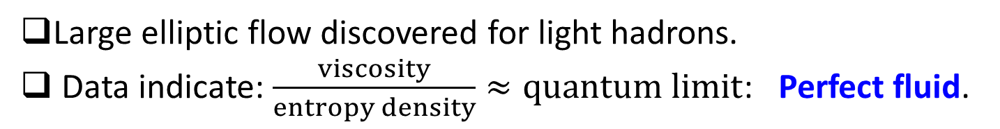 ❑Large elliptic flow discovered for light hadrons.
❑ Data indicate: viscosity/entropy density ≈ quantum limit: Perfect fluid.